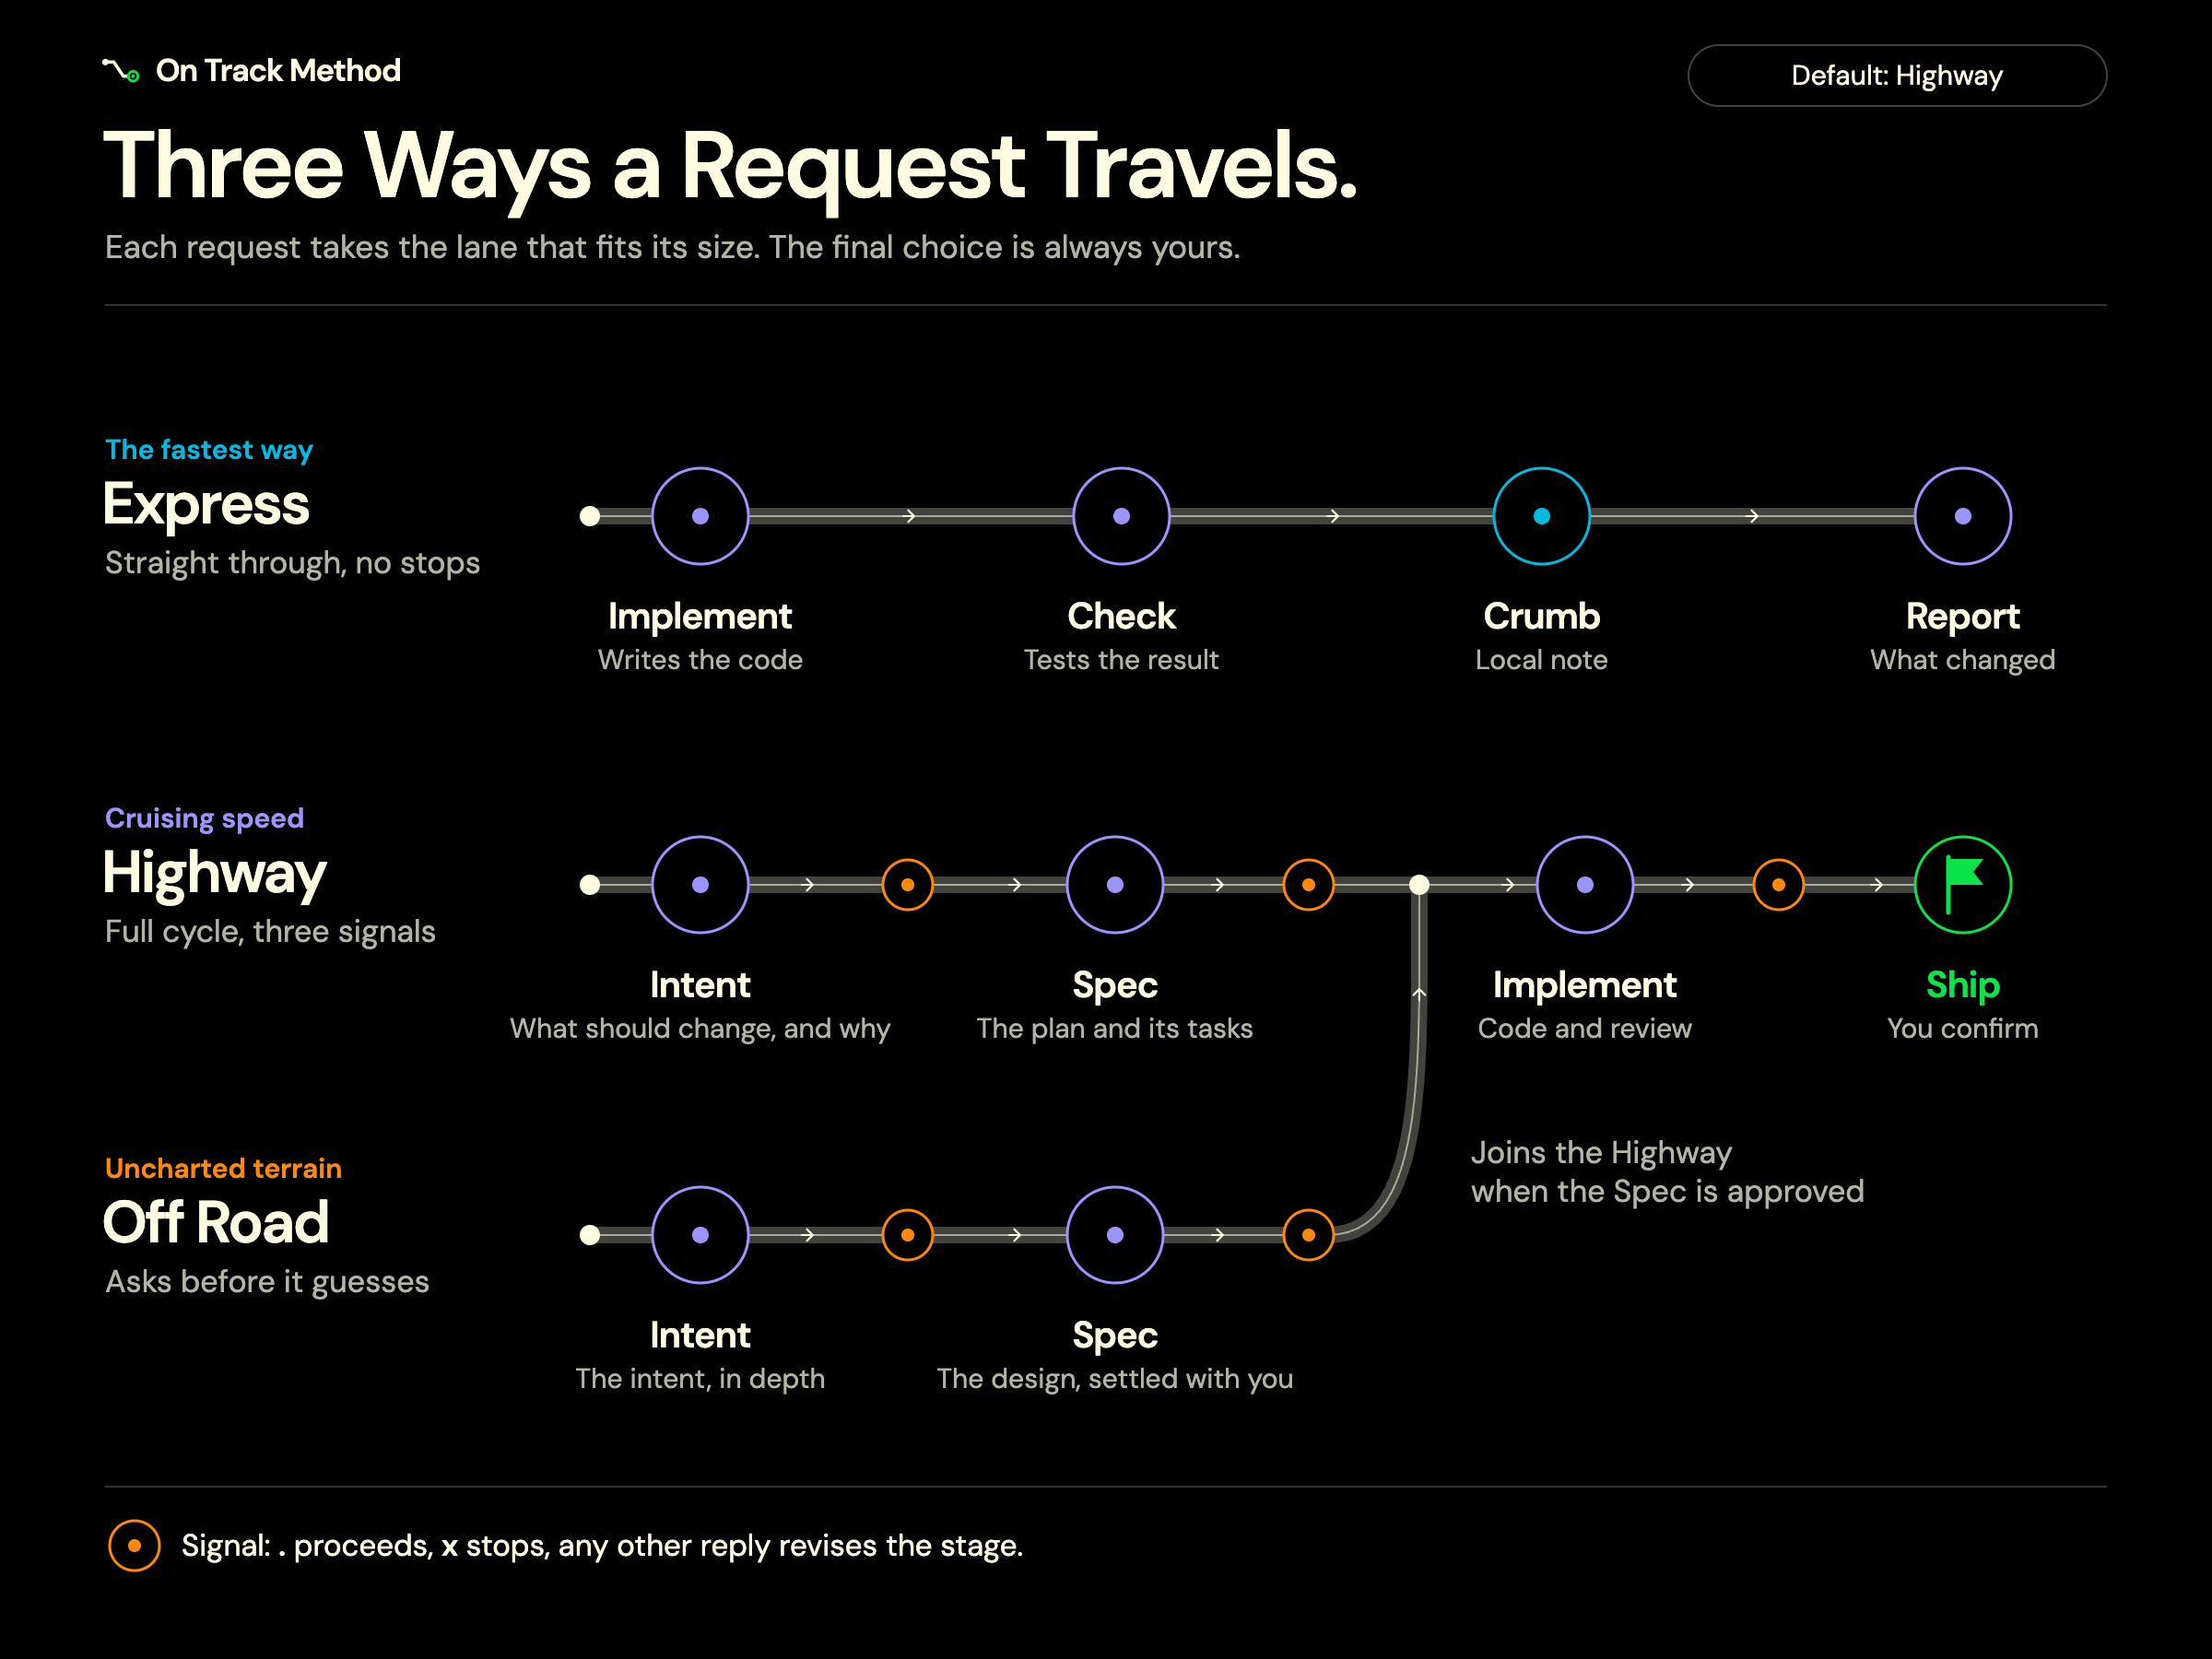 On Track Method
Default: Highway
Three Ways a Request Travels.
Each request takes the lane that fits its size. The final choice is always yours.
The fastest way
Express
Straight through, no stops
Implement
Writes the code
Check
Tests the result
Crumb
Local note
Report
What changed
Cruising speed
Highway
Full cycle, three signals
Intent
What should change, and why
Spec
The plan and its tasks
Implement
Code and review
Ship
You confirm
Joins the Highway
when the Spec is approved
Uncharted terrain
Off Road
Asks before it guesses
Intent
The intent, in depth
Spec
The design, settled with you
Signal: . proceeds, x stops, any other reply revises the stage.